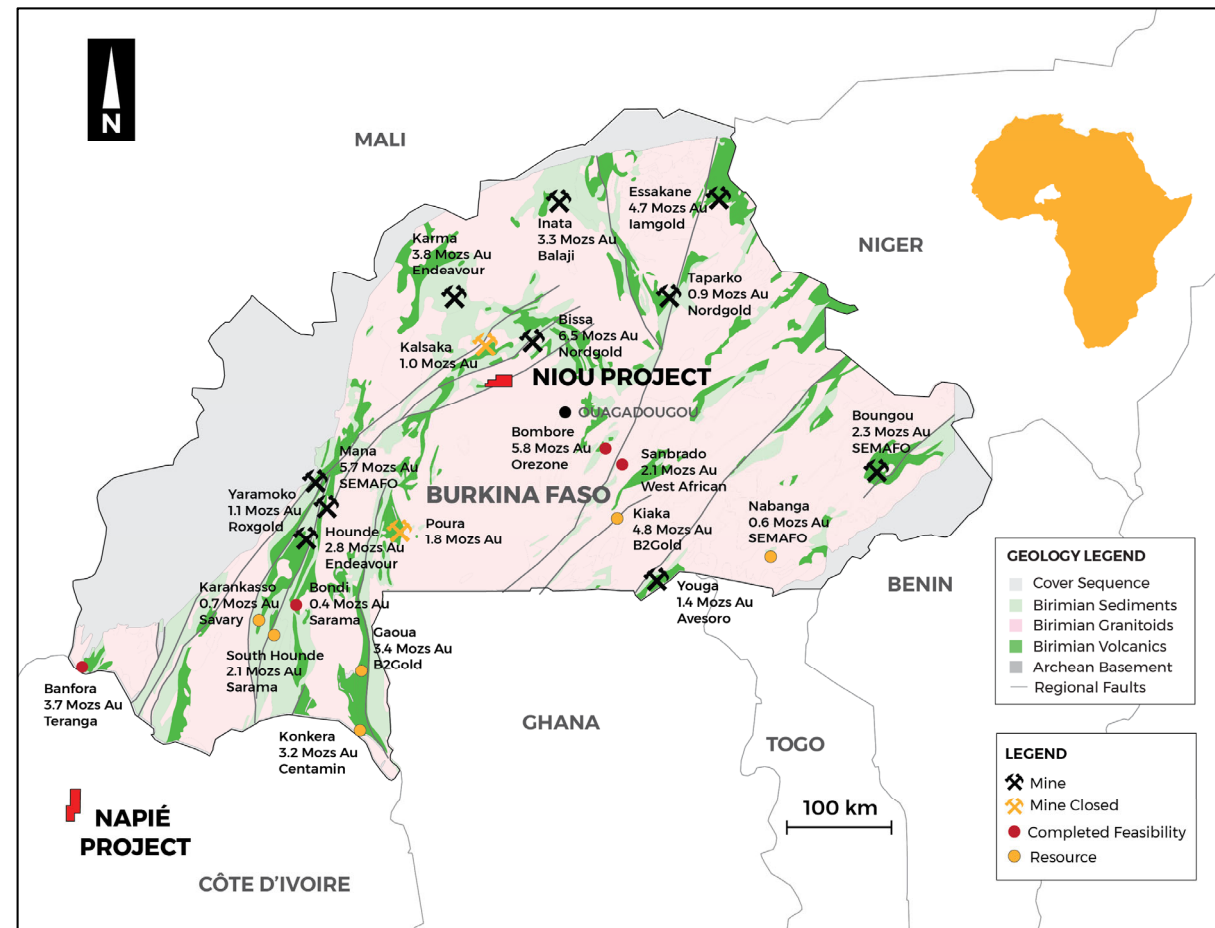 N
MALI
Essakane
4.7 Mozs Au
Iamgold
Inata
3.3 Mozs Au
Balaji
Karma
3.8 Mozs Au
Endeavour
NIGER
Taparko
0.9 Mozs Au
Nordgold
Bissa
6.5 Mozs Au
Nordgold
Kalsaka
1.0 Mozs Au
NIOU PROJECT
OUAGADOUGOU
Boungou
2.3 Mozs Au
SEMAFO
Bombore
5.8 Mozs Au
Orezone
Sanbrado
2.1 Mozs Au
West African
Mana
5.7 Mozs Au
SEMAFO
BURKINA FASO
Yaramoko
1.1 Mozs Au
Roxgold
Nabanga
0.6 Mozs Au
SEMAFO
Kiaka
4.8 Mozs Au
B2Gold
Poura
1.8 Mozs Au
Hounde
2.8 Mozs Au
Endeavour
Karankasso
0.7 Mozs Au
Savary
Bondi
0.4 Mozs Au
Sarama
Youga
1.4 Mozs Au
Avesoro
BENIN
Gaoua
3.4 Mozs Au
B2Gold
South Hounde
2.1 Mozs Au
Sarama
Banfora
3.7 Mozs Au
Teranga
GHANA
TOGO
Konkera
3.2 Mozs Au
Centamin
NAPIÉ
PROJECT
CÔTE D'IVOIRE
100 km
GEOLOGY LEGEND
Cover Sequence
Birimian Sediments
Birimian Granitoids
Birimian Volcanics
Archean Basement
Regional Faults
LEGEND
Mine
Mine Closed
Completed Feasibility
Resource